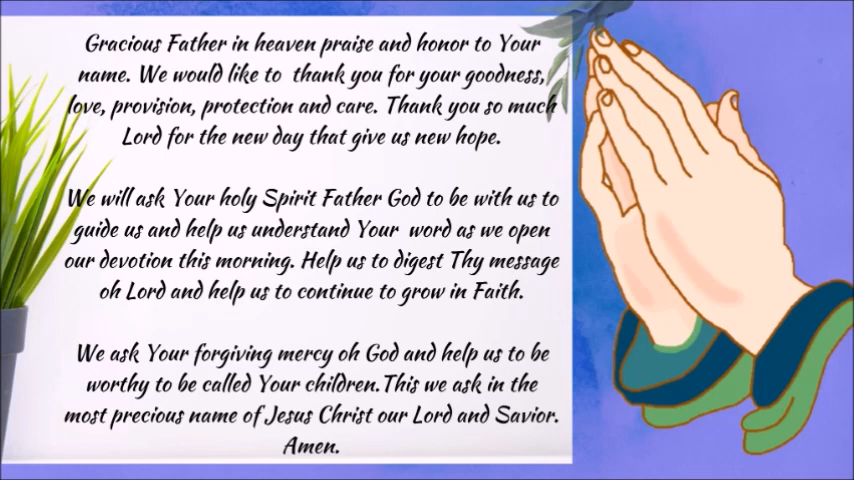 Gracious Father in heaven praise and honor to Your
name. We would like to thank you for your goodness,
love, provision, protection and care. Thank you so much
Lord for the new day that give us new hope.
We will ask Your holy Spirit Father God to be with us to
guide us and help us understand Your word as we open
our devotion this morning. Help us to digest Thy message
oh Lord and help us to continue to grow in Faith.
We ask Your forgiving mercy oh God and help us to be
worthy to be called Your children.This we ask in the
most precious name of Jesus Christ our Lord and Savior.
Amen.